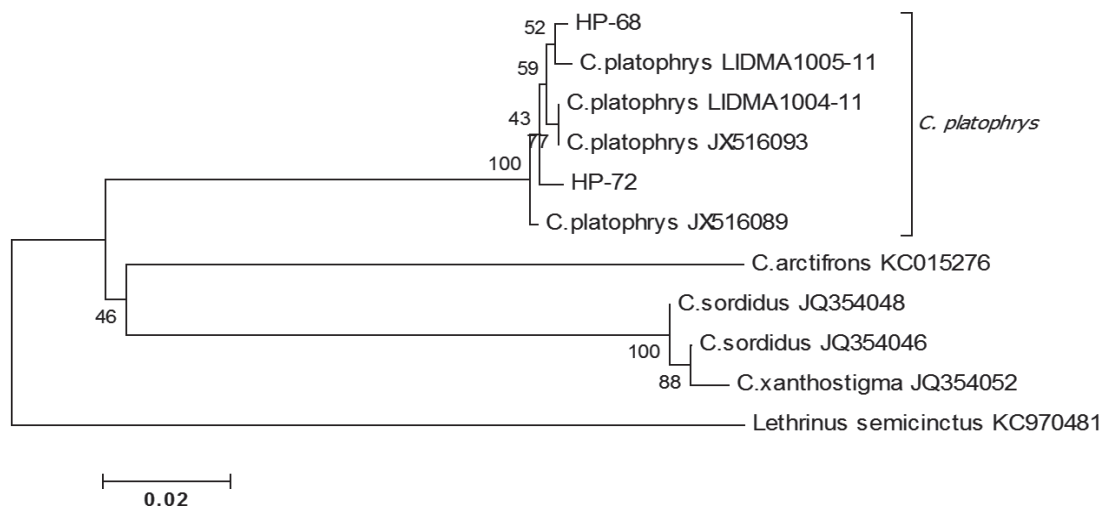 52
HP-68
C.platophrys LIDMA1005-11
59
C.platophrys LIDMA1004-11
43
77
C.platophrys JX516093
C. platophrys
100
HP-72
C.platophrys JX516089
C.arctifrons KC015276
46
C.sordidus JQ354048
100
C.sordidus JQ354046
88
C.xanthostigma JQ354052
Lethrinus semicinctus KC970481
0.02